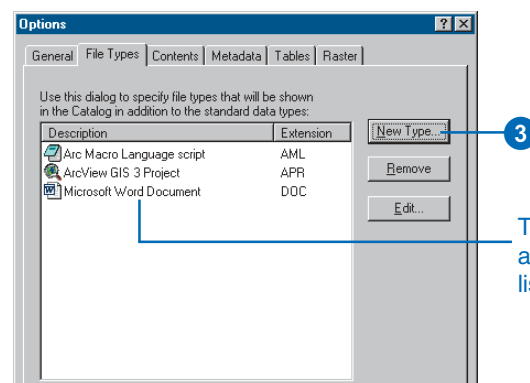 Options
General File Types Contents Metadata Tables Raster
Use this dialog to specify file types that will be shown
in the Catalog in addition to the standard data types:
Description Extension
New Type...
3
Arc Macro Language script AML
ArcView GIS 3 Project APR
Remove
Microsoft Word Document DOC
Edit...